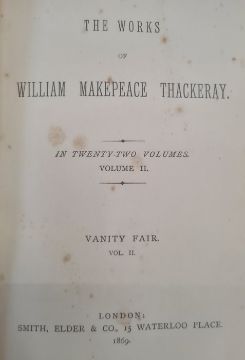 THE WORKS
OF
WILLIAM MAKEPEACE THACKERAY.
IN TWENTY-TWO VOLUMES.
VOLUME II.
VANITY FAIR.
VOL. II.
LONDON:
SMITH, ELDER & CO., 15 WATERLOO PLACE.
1869.